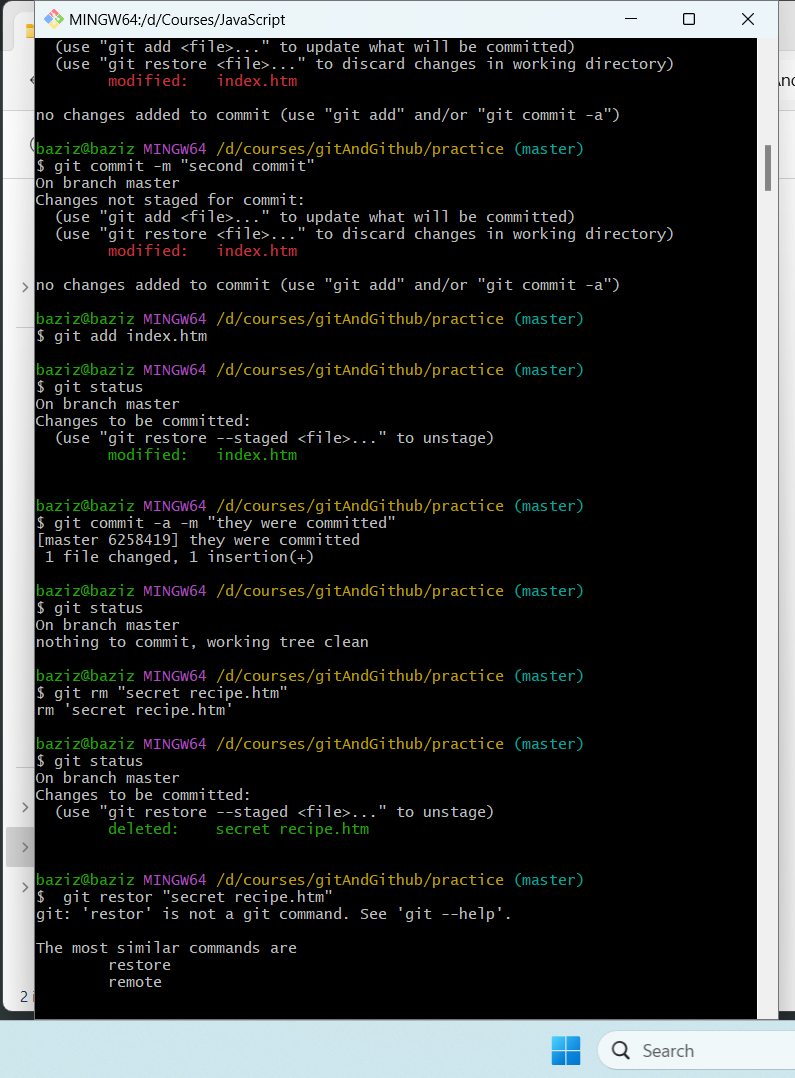 MINGW64:/d/Courses/JavaScript
(use "git add <file>..." to update what will be committed)
(use "git restore <file>..." to discard changes in working directory)
modified:   index.htm
no changes added to commit (use "git add" and/or "git commit -a")
baziz@baziz MINGW64 /d/courses/gitAndGithub/practice (master)
$ git commit -m "second commit"
On branch master
Changes not staged for commit:
(use "git add <file>..." to update what will be committed)
(use "git restore <file>..." to discard changes in working directory)
modified:   index.htm
no changes added to commit (use "git add" and/or "git commit -a")
baziz@baziz MINGW64 /d/courses/gitAndGithub/practice (master)
$ git add index.htm
baziz@baziz MINGW64 /d/courses/gitAndGithub/practice (master)
$ git status
On branch master
Changes to be committed:
(use "git restore --staged <file>..." to unstage)
modified:   index.htm
baziz@baziz MINGW64 /d/courses/gitAndGithub/practice (master)
$ git commit -a -m "they were committed"
[master 6258419] they were committed
1 file changed, 1 insertion(+)
baziz@baziz MINGW64 /d/courses/gitAndGithub/practice (master)
$ git status
On branch master
nothing to commit, working tree clean
baziz@baziz MINGW64 /d/courses/gitAndGithub/practice (master)
$ git rm "secret recipe.htm"
rm 'secret recipe.htm'
baziz@baziz MINGW64 /d/courses/gitAndGithub/practice (master)
$ git status
On branch master
Changes to be committed:
(use "git restore --staged <file>..." to unstage)
deleted:    secret recipe.htm
baziz@baziz MINGW64 /d/courses/gitAndGithub/practice (master)
$  git restor "secret recipe.htm"
git: 'restor' is not a git command. See 'git --help'.
The most similar commands are
restore
remote
2
Search